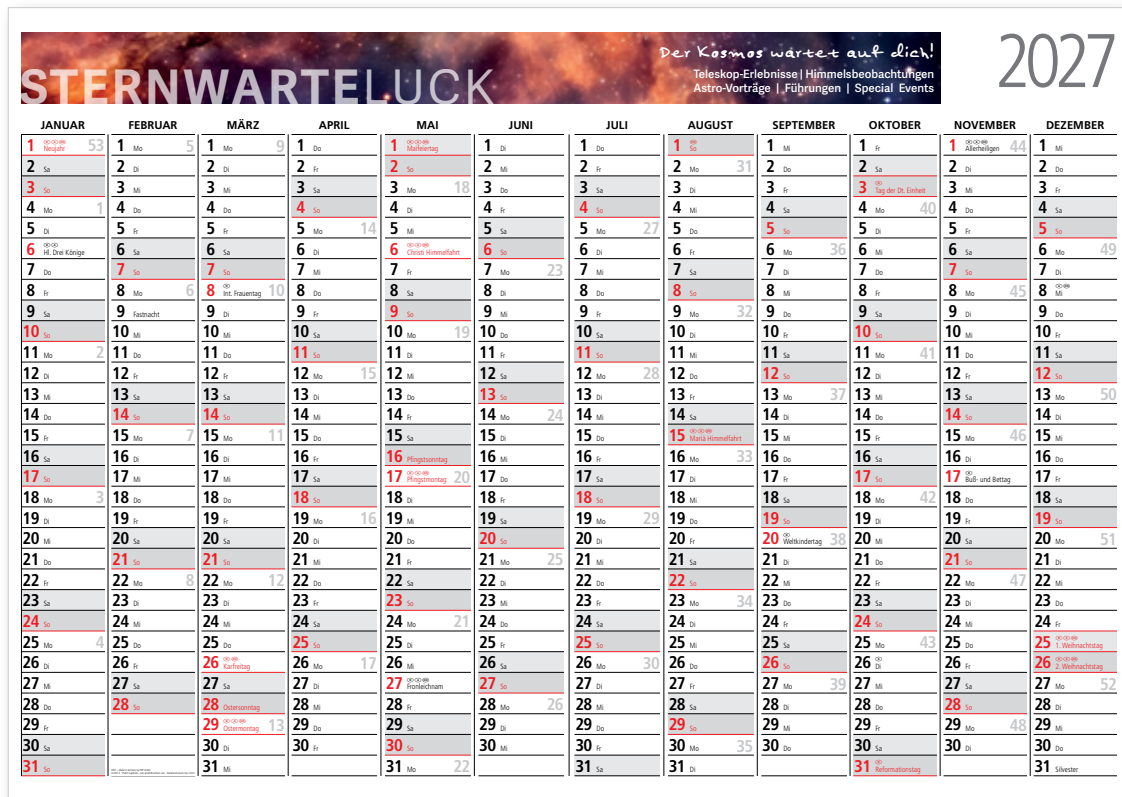 STERNWARTELUCK
Der Kosmos wartet auf dich!
Teleskop-Erlebnisse | Himmelsbeobachtungen
Astro-Vorträge | Führungen | Special Events
2027
JANUAR
1 Neujahr 53
2 Sa
3 So
4 Mo 1
5 Di
6 Hl. Drei Könige
7 Do
8 Fr
9 Sa
10 So
11 Mo 2
12 Di
13 Mi
14 Do
15 Fr
16 Sa
17 So
18 Mo 3
19 Di
20 Mi
21 Do
22 Fr
23 Sa
24 So
25 Mo 4
26 Di
27 Mi
28 Do
29 Fr
30 Sa
31 So
FEBRUAR
1 Mo 5
2 Di
3 Mi
4 Do
5 Fr
6 Sa
7 So
8 Mo 6
9 Fastnacht
10 Mi
11 Do
12 Fr
13 Sa
14 So
15 Mo 7
16 Di
17 Mi
18 Do
19 Fr
20 Sa
21 So
22 Mo 8
23 Di
24 Mi
25 Do
26 Fr
27 Sa
28 So
MÄRZ
1 Mo 9
2 Di
3 Mi
4 Do
5 Fr
6 Sa
7 So
8 Int. Frauentag 10
9 Di
10 Mi
11 Do
12 Fr
13 Sa
14 So
15 Mo 11
16 Di
17 Mi
18 Do
19 Fr
20 Sa
21 So
22 Mo 12
23 Di
24 Mi
25 Do
26 Karfreitag
27 Sa
28 Ostersonntag
29 Ostermontag 13
30 Di
31 Mi
APRIL
1 Do
2 Fr
3 Sa
4 So
5 Mo 14
6 Di
7 Mi
8 Do
9 Fr
10 Sa
11 So
12 Mo 15
13 Di
14 Mi
15 Do
16 Fr
17 Sa
18 So
19 Mo 16
20 Di
21 Mi
22 Do
23 Fr
24 Sa
25 So
26 Mo 17
27 Di
28 Mi
29 Do
30 Fr
MAI
1 Maifeiertag
2 So
3 Mo 18
4 Di
5 Mi
6 Christi Himmelfahrt
7 Fr
8 Sa
9 So
10 Mo 19
11 Di
12 Mi
13 Do
14 Fr
15 Sa
16 Pfingstsonntag
17 Pfingstmontag 20
18 Di
19 Mi
20 Do
21 Fr
22 Sa
23 So
24 Mo 21
25 Di
26 Mi
27 Fronleichnam
28 Fr
29 Sa
30 So
31 Mo 22
JUNI
1 Di
2 Mi
3 Do
4 Fr
5 Sa
6 So
7 Mo 23
8 Di
9 Mi
10 Do
11 Fr
12 Sa
13 So
14 Mo 24
15 Di
16 Mi
17 Do
18 Fr
19 Sa
20 So
21 Mo 25
22 Di
23 Mi
24 Do
25 Fr
26 Sa
27 So
28 Mo 26
29 Di
30 Mi
JULI
1 Do
2 Fr
3 Sa
4 So
5 Mo 27
6 Di
7 Mi
8 Do
9 Fr
10 Sa
11 So
12 Mo 28
13 Di
14 Mi
15 Do
16 Fr
17 Sa
18 So
19 Mo 29
20 Di
21 Mi
22 Do
23 Fr
24 Sa
25 So
26 Mo 30
27 Di
28 Mi
29 Do
30 Fr
31 Sa
AUGUST
1 So
2 Mo 31
3 Di
4 Mi
5 Do
6 Fr
7 Sa
8 So
9 Mo 32
10 Di
11 Mi
12 Do
13 Fr
14 Sa
15 Mariä Himmelfahrt
16 Mo 33
17 Di
18 Mi
19 Do
20 Fr
21 Sa
22 So
23 Mo 34
24 Di
25 Mi
26 Do
27 Fr
28 Sa
29 So
30 Mo 35
31 Di
SEPTEMBER
1 Mi
2 Do
3 Fr
4 Sa
5 So
6 Mo 36
7 Di
8 Mi
9 Do
10 Fr
11 Sa
12 So
13 Mo 37
14 Di
15 Mi
16 Do
17 Fr
18 Sa
19 So
20 Weltkindertag 38
21 Di
22 Mi
23 Do
24 Fr
25 Sa
26 So
27 Mo 39
28 Di
29 Mi
30 Do
OKTOBER
1 Fr
2 Sa
3 Tag der Dt. Einheit
4 Mo 40
5 Di
6 Mi
7 Do
8 Fr
9 Sa
10 So
11 Mo 41
12 Di
13 Mi
14 Do
15 Fr
16 Sa
17 So
18 Mo 42
19 Di
20 Mi
21 Do
22 Fr
23 Sa
24 So
25 Mo 43
26 Di
27 Mi
28 Do
29 Fr
30 Sa
31 Reformationstag
NOVEMBER
1 Allerheiligen 44
2 Di
3 Mi
4 Do
5 Fr
6 Sa
7 So
8 Mo 45
9 Di
10 Mi
11 Do
12 Fr
13 Sa
14 So
15 Mo 46
16 Di
17 Buß- und Bettag
18 Do
19 Fr
20 Sa
21 So
22 Mo 47
23 Di
24 Mi
25 Do
26 Fr
27 Sa
28 So
29 Mo 48
30 Di
DEZEMBER
1 Mi
2 Do
3 Fr
4 Sa
5 So
6 Mo 49
7 Di
8 Mi
9 Do
10 Fr
11 Sa
12 So
13 Mo 50
14 Di
15 Mi
16 Do
17 Fr
18 Sa
19 So
20 Mo 51
21 Di
22 Mi
23 Do
24 Fr
25 1. Weihnachtstag
26 2. Weihnachtstag
27 Mo 52
28 Di
29 Mi
30 Do
31 Silvester